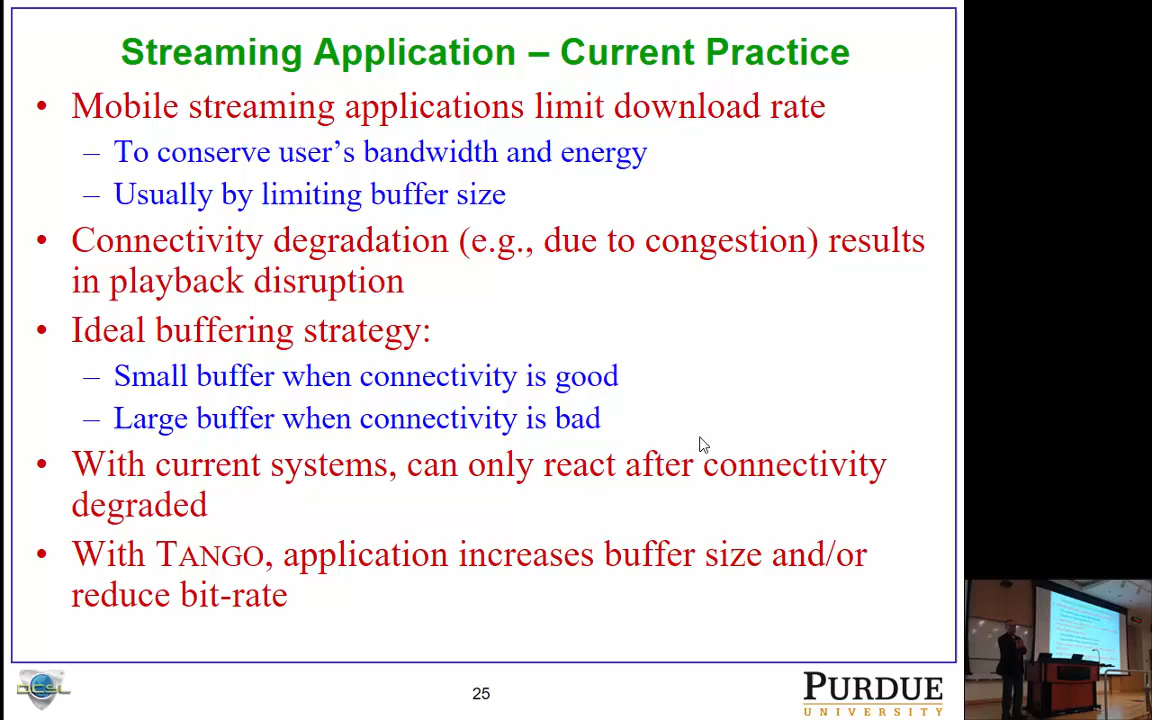 Streaming Application – Current Practice
• Mobile streaming applications limit download rate
– To conserve user's bandwidth and energy
– Usually by limiting buffer size
• Connectivity degradation (e.g., due to congestion) results
in playback disruption
• Ideal buffering strategy:
– Small buffer when connectivity is good
– Large buffer when connectivity is bad
• With current systems, can only react after connectivity
degraded
• With TANGO, application increases buffer size and/or
reduce bit-rate
DCSL
25
PURDUE
UNIVERSITY